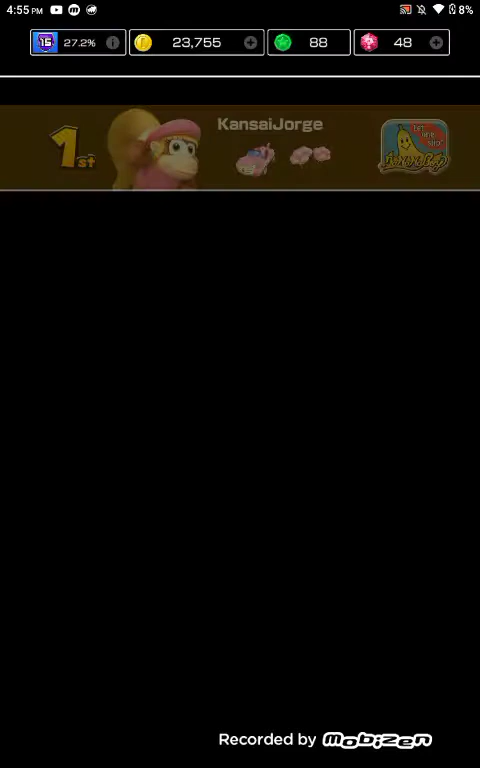 4:55 PM 8%
15 27.2% 23,755 88 48
KansaiJorge
1st
Recorded by Mobizen